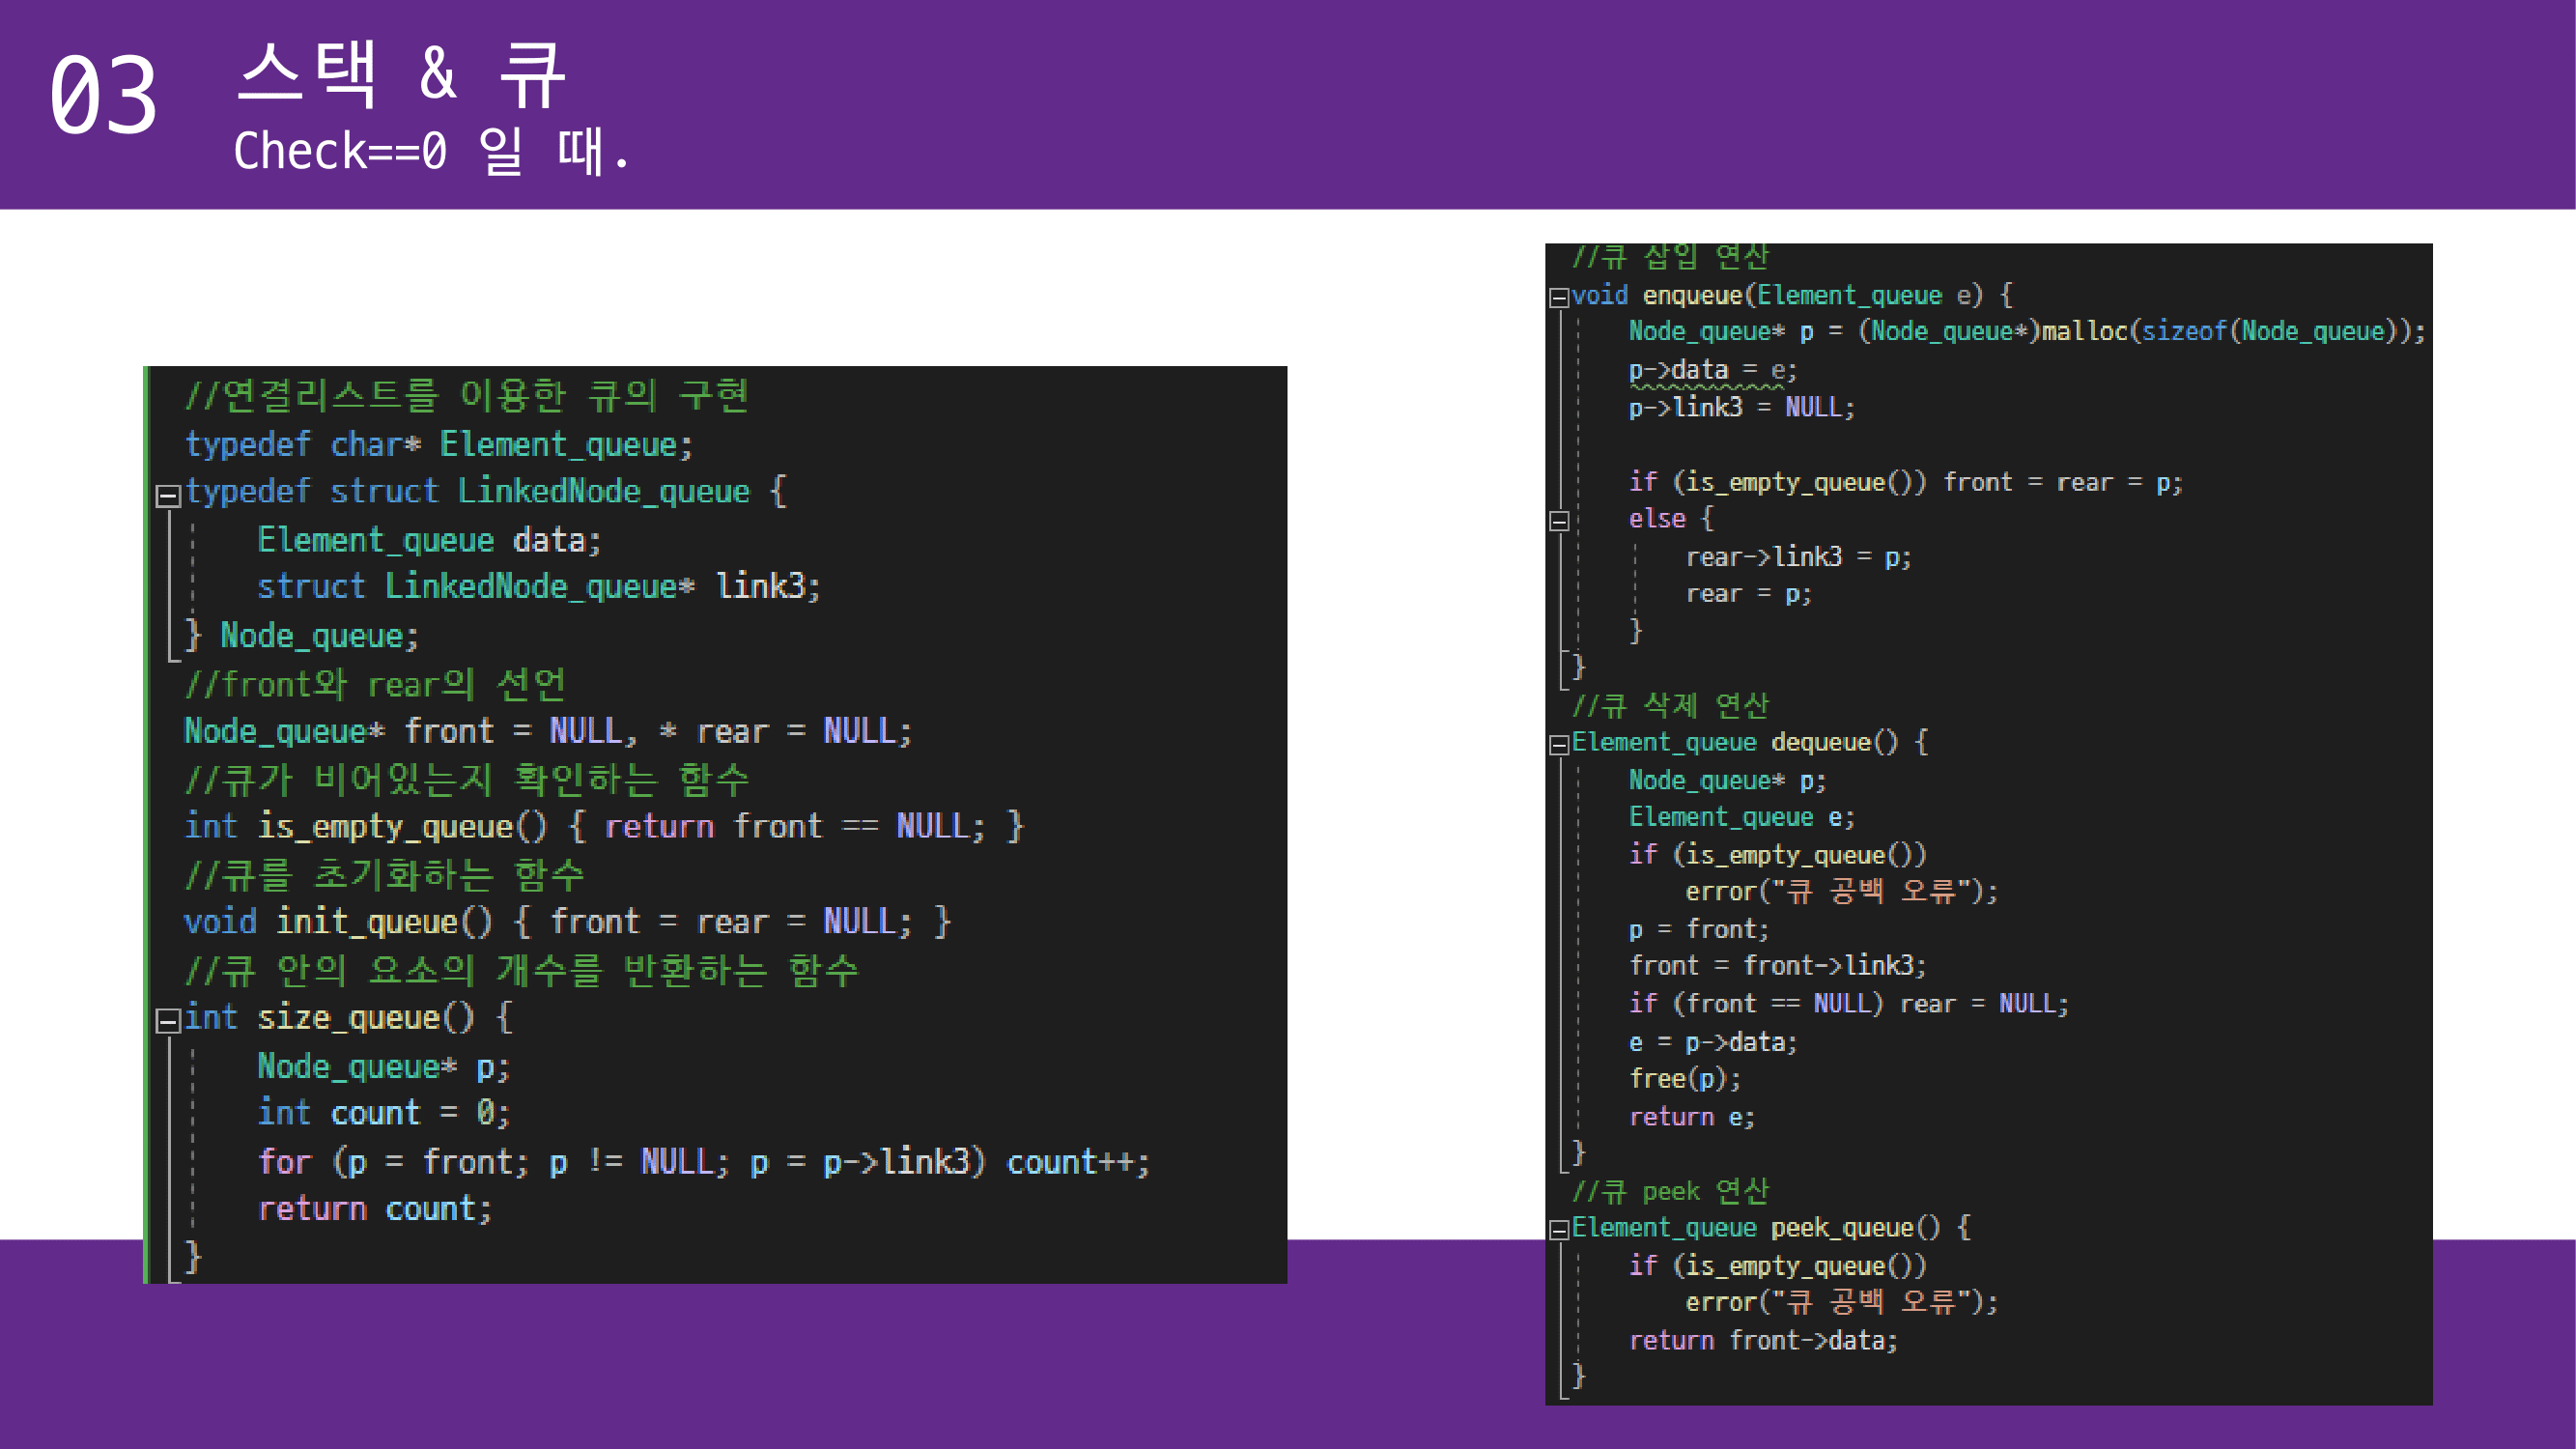 03
스택 & 큐
Check==0 일 때.
//연결리스트를 이용한 큐의 구현
typedef char* Element_queue;
typedef struct LinkedNode_queue {
Element_queue data;
struct LinkedNode_queue* link3;
} Node_queue;
//front와 rear의 선언
Node_queue* front = NULL, * rear = NULL;
//큐가 비어있는지 확인하는 함수
int is_empty_queue() { return front == NULL; }
//큐를 초기화하는 함수
void init_queue() { front = rear = NULL; }
//큐 안의 요소의 개수를 반환하는 함수
int size_queue() {
Node_queue* p;
int count = 0;
for (p = front; p != NULL; p = p->link3) count++;
return count;
}
//큐 삽입 연산
void enqueue(Element_queue e) {
Node_queue* p = (Node_queue*)malloc(sizeof(Node_queue));
p->data = e;
p->link3 = NULL;
if (is_empty_queue()) front = rear = p;
else {
rear->link3 = p;
rear = p;
}
}
//큐 삭제 연산
Element_queue dequeue() {
Node_queue* p;
Element_queue e;
if (is_empty_queue())
error("큐 공백 오류");
p = front;
front = front->link3;
if (front == NULL) rear = NULL;
e = p->data;
free(p);
return e;
}
//큐 peek 연산
Element_queue peek_queue() {
if (is_empty_queue())
error("큐 공백 오류");
return front->data;
}